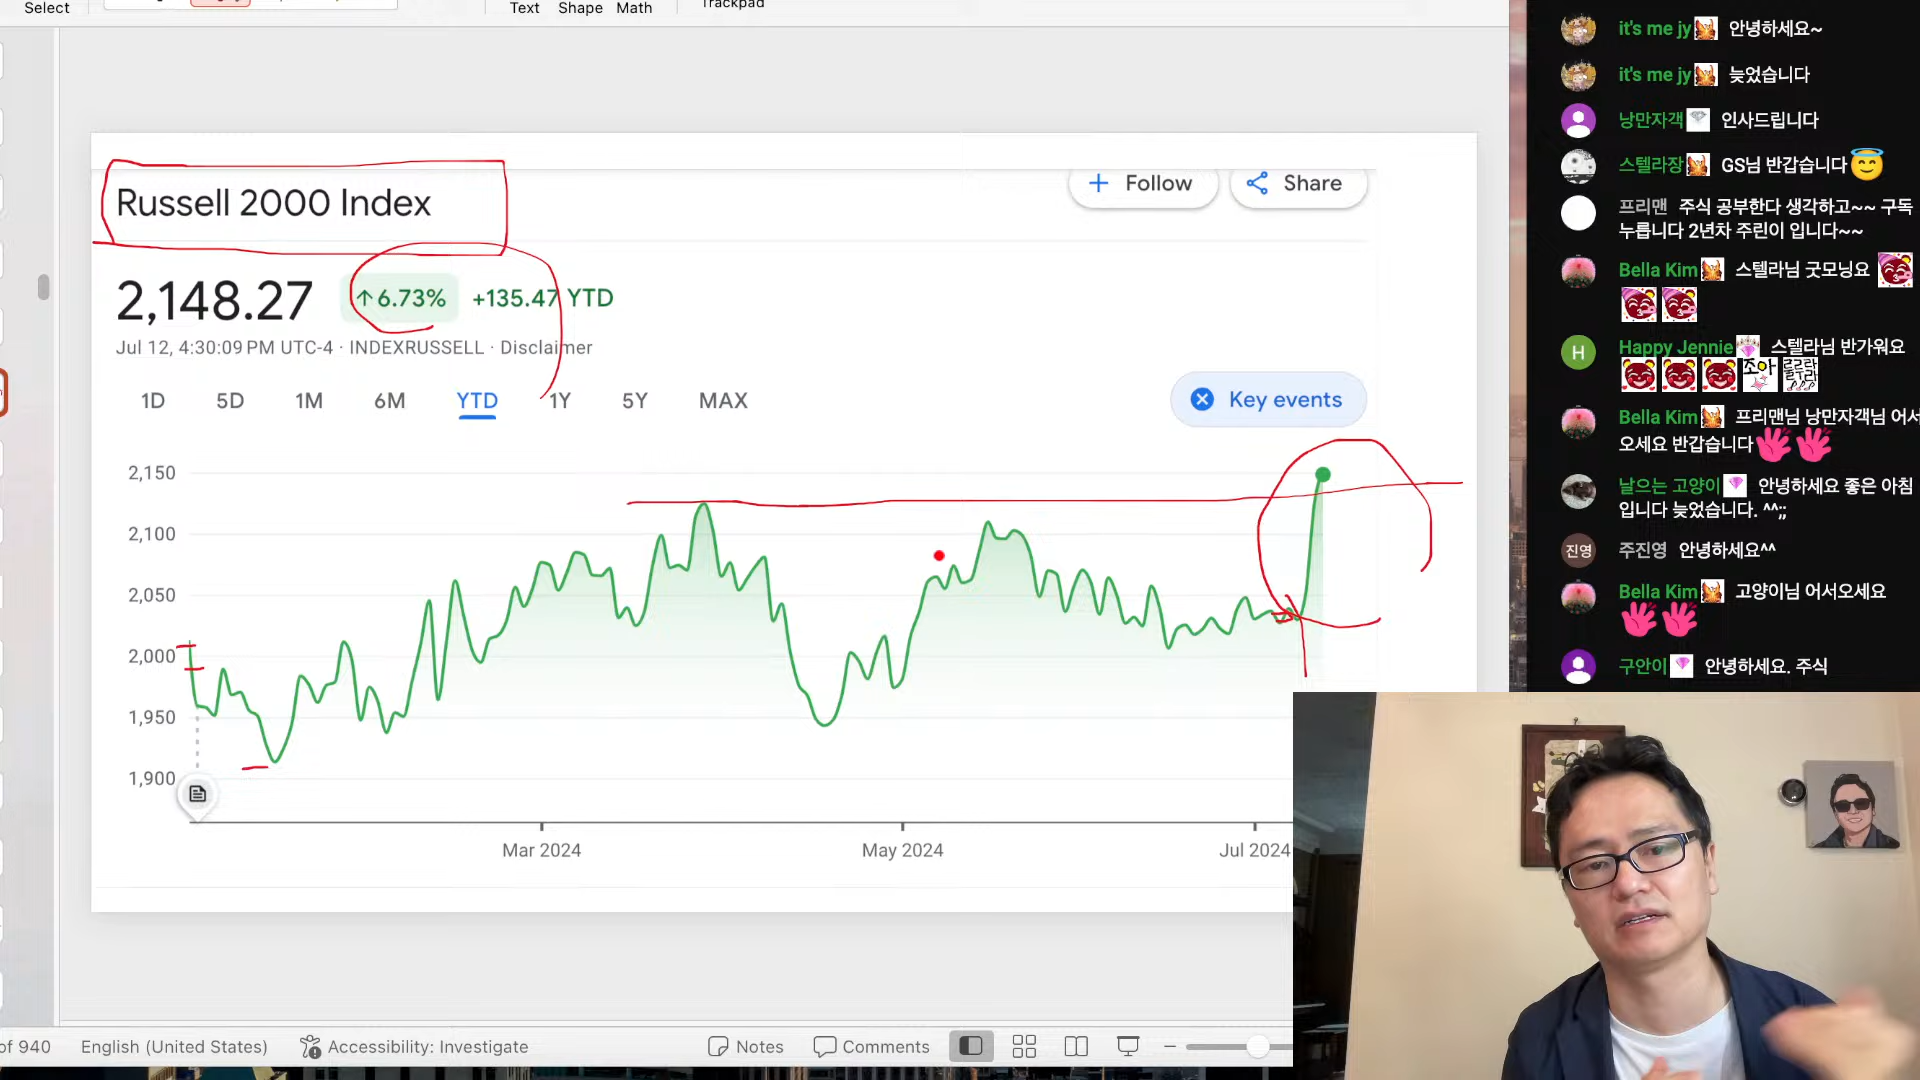 Select
Text Shape Math
Trackpad
Russell 2000 Index
+ Follow
Share
2,148.27
↑6.73%
+135.47 YTD
Jul 12, 4:30:09 PM UTC-4 · INDEXRUSSELL · Disclaimer
1D 5D 1M 6M YTD 1Y 5Y MAX
Key events
2,150
2,100
2,050
2,000
1,950
1,900
Mar 2024
May 2024
Jul 2024
of 940
English (United States)
Accessibility: Investigate
Notes
Comments
it's me jy 안녕하세요~
it's me jy 늦었습니다
낭만자객 인사드립니다
스텔라장 GS님 반갑습니다
프리맨 주식 공부한다 생각하고~~ 구독
누릅니다 2년차 주린이 입니다~~
Bella Kim 스텔라님 굿모닝요
H
Happy Jennie 스텔라님 반가워요
조아
Bella Kim 프리맨님 낭만자객님 어서
오세요 반갑습니다
날으는 고양이 안녕하세요 좋은 아침
입니다 늦었습니다. ^^;;
진영
주진영 안녕하세요^^
Bella Kim 고양이님 어서오세요
구안이 안녕하세요. 주식